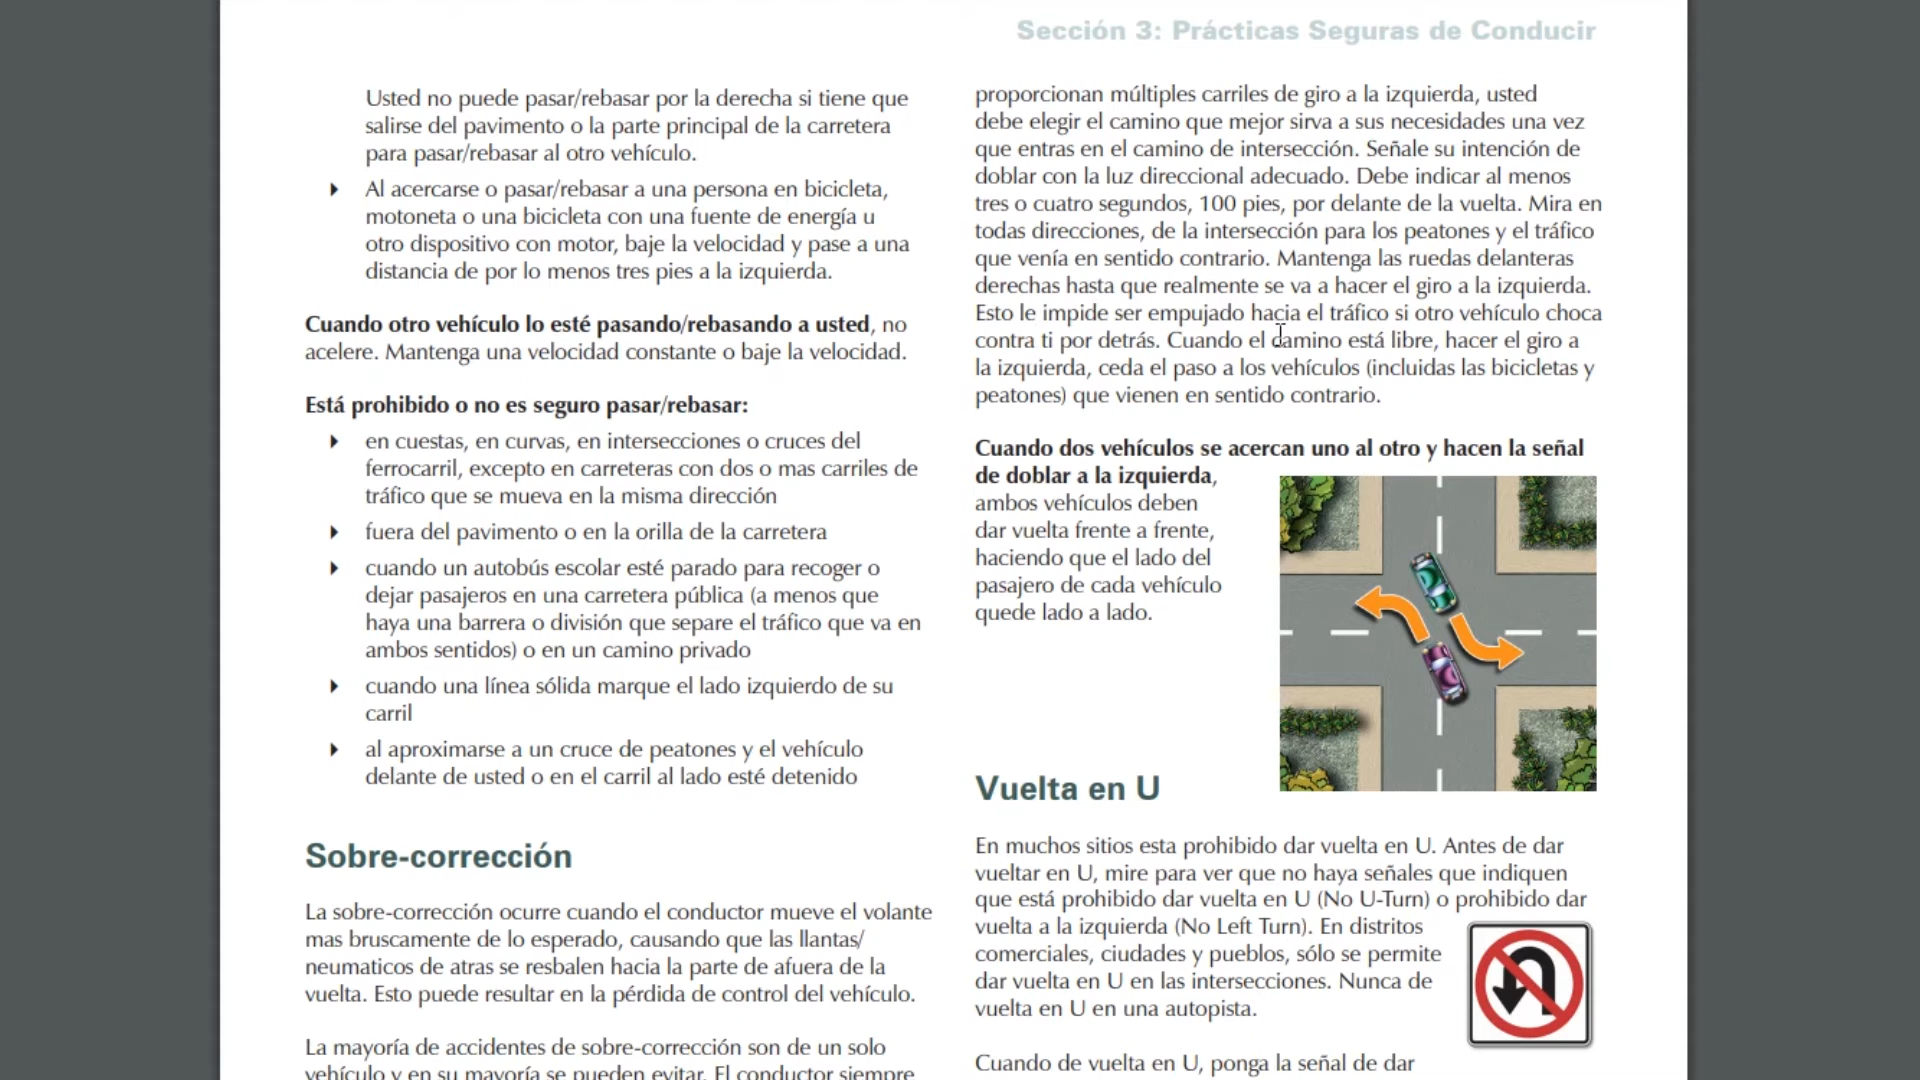 Sección 3: Prácticas Seguras de Conducir
Usted no puede pasar/rebasar por la derecha si tiene que
salirse del pavimento o la parte principal de la carretera
para pasar/rebasar al otro vehículo.
Al acercarse o pasar/rebasar a una persona en bicicleta,
motoneta o una bicicleta con una fuente de energía u
otro dispositivo con motor, baje la velocidad y pase a una
distancia de por lo menos tres pies a la izquierda.
Cuando otro vehículo lo esté pasando/rebasando a usted, no
acelere. Mantenga una velocidad constante o baje la velocidad.
Está prohibido o no es seguro pasar/rebasar:
en cuestas, en curvas, en intersecciones o cruces del
ferrocarril, excepto en carreteras con dos o mas carriles de
tráfico que se mueva en la misma dirección
fuera del pavimento o en la orilla de la carretera
cuando un autobús escolar esté parado para recoger o
dejar pasajeros en una carretera pública (a menos que
haya una barrera o división que separe el tráfico que va en
ambos sentidos) o en un camino privado
cuando una línea sólida marque el lado izquierdo de su
carril
al aproximarse a un cruce de peatones y el vehículo
delante de usted o en el carril al lado esté detenido
Sobre-corrección
La sobre-corrección ocurre cuando el conductor mueve el volante
mas bruscamente de lo esperado, causando que las llantas/
neumaticos de atras se resbalen hacia la parte de afuera de la
vuelta. Esto puede resultar en la pérdida de control del vehículo.
La mayoría de accidentes de sobre-corrección son de un solo
vehículo y en su mayoría se pueden evitar. El conductor siempre
proporcionan múltiples carriles de giro a la izquierda, usted
debe elegir el camino que mejor sirva a sus necesidades una vez
que entras en el camino de intersección. Señale su intención de
doblar con la luz direccional adecuado. Debe indicar al menos
tres o cuatro segundos, 100 pies, por delante de la vuelta. Mira en
todas direcciones, de la intersección para los peatones y el tráfico
que venía en sentido contrario. Mantenga las ruedas delanteras
derechas hasta que realmente se va a hacer el giro a la izquierda.
Esto le impide ser empujado hacia el tráfico si otro vehículo choca
contra ti por detrás. Cuando el camino está libre, hacer el giro a
la izquierda, ceda el paso a los vehículos (incluidas las bicicletas y
peatones) que vienen en sentido contrario.
Cuando dos vehículos se acercan uno al otro y hacen la señal
de doblar a la izquierda,
ambos vehículos deben
dar vuelta frente a frente,
haciendo que el lado del
pasajero de cada vehículo
quede lado a lado.
Vuelta en U
En muchos sitios esta prohibido dar vuelta en U. Antes de dar
vueltar en U, mire para ver que no haya señales que indiquen
que está prohibido dar vuelta en U (No U-Turn) o prohibido dar
vuelta a la izquierda (No Left Turn). En distritos
comerciales, ciudades y pueblos, sólo se permite
dar vuelta en U en las intersecciones. Nunca de
vuelta en U en una autopista.
Cuando de vuelta en U, ponga la señal de dar